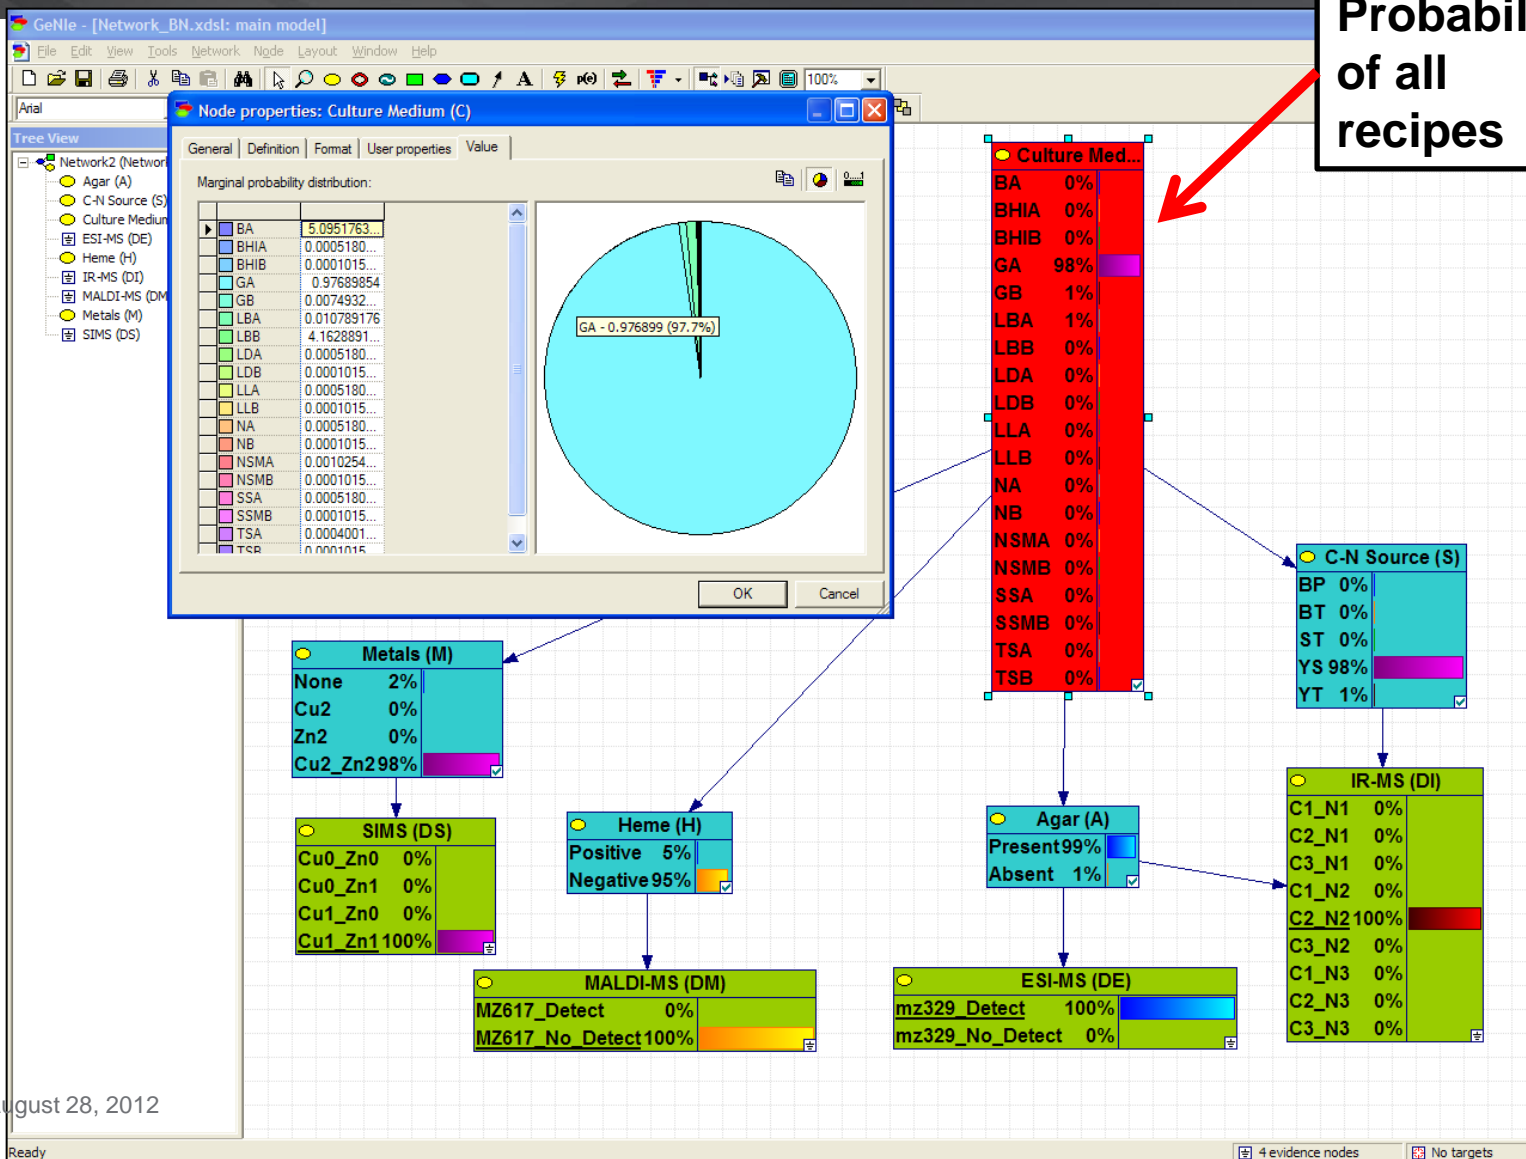 GeNIe - [Network_BN.xdsl: main model]
Probabil
of all
recipes
File Edit View Tools Network Node Layout Window Help
A p(e) 100%
Arial
Tree View
Network2 (Networ
Agar (A)
C-N Source (S)
Culture Medium
ESI-MS (DE)
Heme (H)
IR-MS (DI)
MALDI-MS (DM
Metals (M)
SIMS (DS)
Node properties: Culture Medium (C)
General Definition Format User properties Value
Marginal probability distribution:
BA 5.0951763...
BHIA 0.0005180...
BHIB 0.0001015...
GA 0.97689854
GB 0.0074932...
LBA 0.010789176
LBB 4.1628891...
LDA 0.0005180...
LDB 0.0001015...
LLA 0.0005180...
LLB 0.0001015...
NA 0.0005180...
NB 0.0001015...
NSMA 0.0010254...
NSMB 0.0001015...
SSA 0.0005180...
SSMB 0.0001015...
TSA 0.0004001...
TSB 0.0001015
GA - 0.976899 (97.7%)
OK Cancel
Culture Med...
BA 0%
BHIA 0%
BHIB 0%
GA 98%
GB 1%
LBA 1%
LBB 0%
LDA 0%
LDB 0%
LLA 0%
LLB 0%
NA 0%
NB 0%
NSMA 0%
NSMB 0%
SSA 0%
SSMB 0%
TSA 0%
TSB 0%
C-N Source (S)
BP 0%
BT 0%
ST 0%
YS 98%
YT 1%
Metals (M)
None 2%
Cu2 0%
Zn2 0%
Cu2_Zn2 98%
SIMS (DS)
Cu0_Zn0 0%
Cu0_Zn1 0%
Cu1_Zn0 0%
Cu1_Zn1 100%
Heme (H)
Positive 5%
Negative 95%
Agar (A)
Present 99%
Absent 1%
IR-MS (DI)
C1_N1 0%
C2_N1 0%
C3_N1 0%
C1_N2 0%
C2_N2 100%
C3_N2 0%
C1_N3 0%
C2_N3 0%
C3_N3 0%
MALDI-MS (DM)
MZ617_Detect 0%
MZ617_No_Detect 100%
ESI-MS (DE)
mz329_Detect 100%
mz329_No_Detect 0%
ugust 28, 2012
Ready
4 evidence nodes
No targets